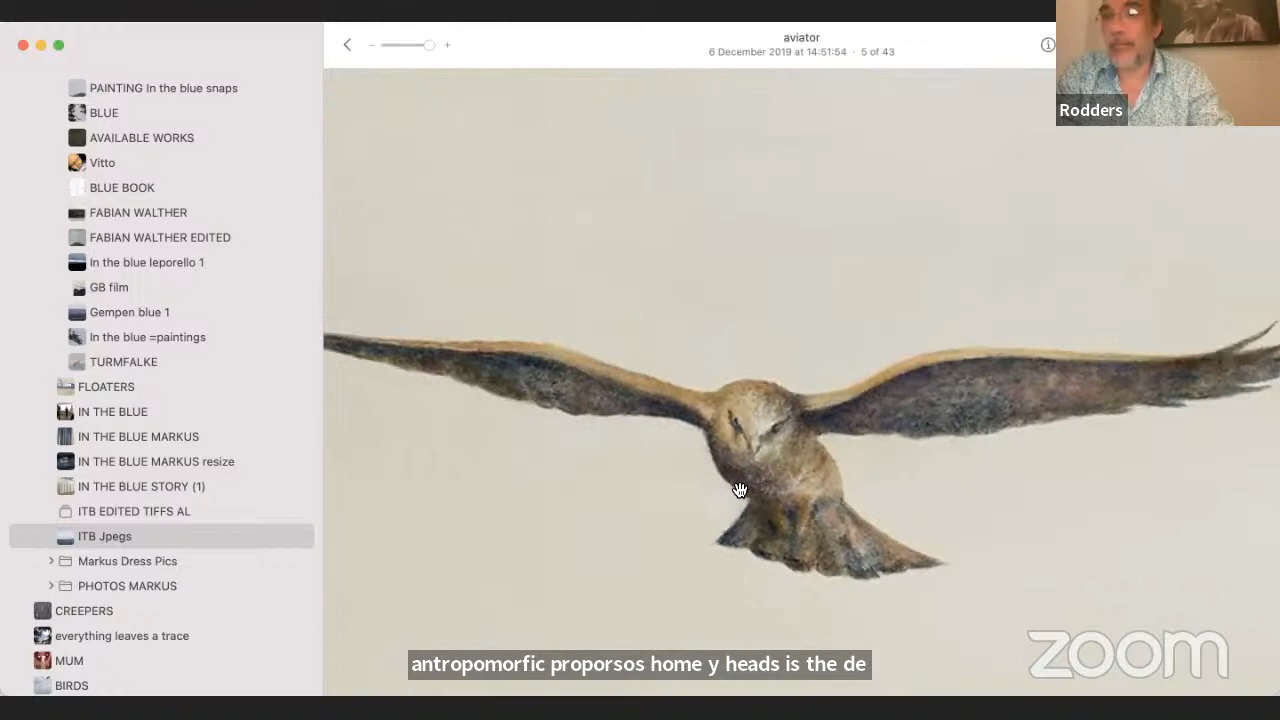 aviator
6 December 2019 at 14:51:54 · 5 of 43
PAINTING In the blue snaps
BLUE
AVAILABLE WORKS
Vitto
BLUE BOOK
FABIAN WALTHER
FABIAN WALTHER EDITED
In the blue leporello 1
GB film
Gempen blue 1
In the blue =paintings
TURMFALKE
FLOATERS
IN THE BLUE
IN THE BLUE MARKUS
IN THE BLUE MARKUS resize
IN THE BLUE STORY (1)
ITB EDITED TIFFS AL
ITB Jpegs
Markus Dress Pics
PHOTOS MARKUS
CREEPERS
everything leaves a trace
MUM
BIRDS
Rodders
antropomorfic proporsos home y heads is the de
zoom